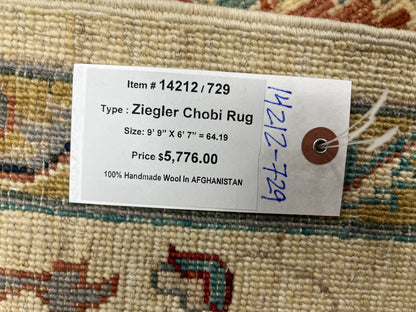 Item # 14212 / 729
Type : Ziegler Chobi Rug
Size: 9' 9" X 6' 7" = 64.19
Price $5,776.00
100% Handmade Wool In AFGHANISTAN
14212-729